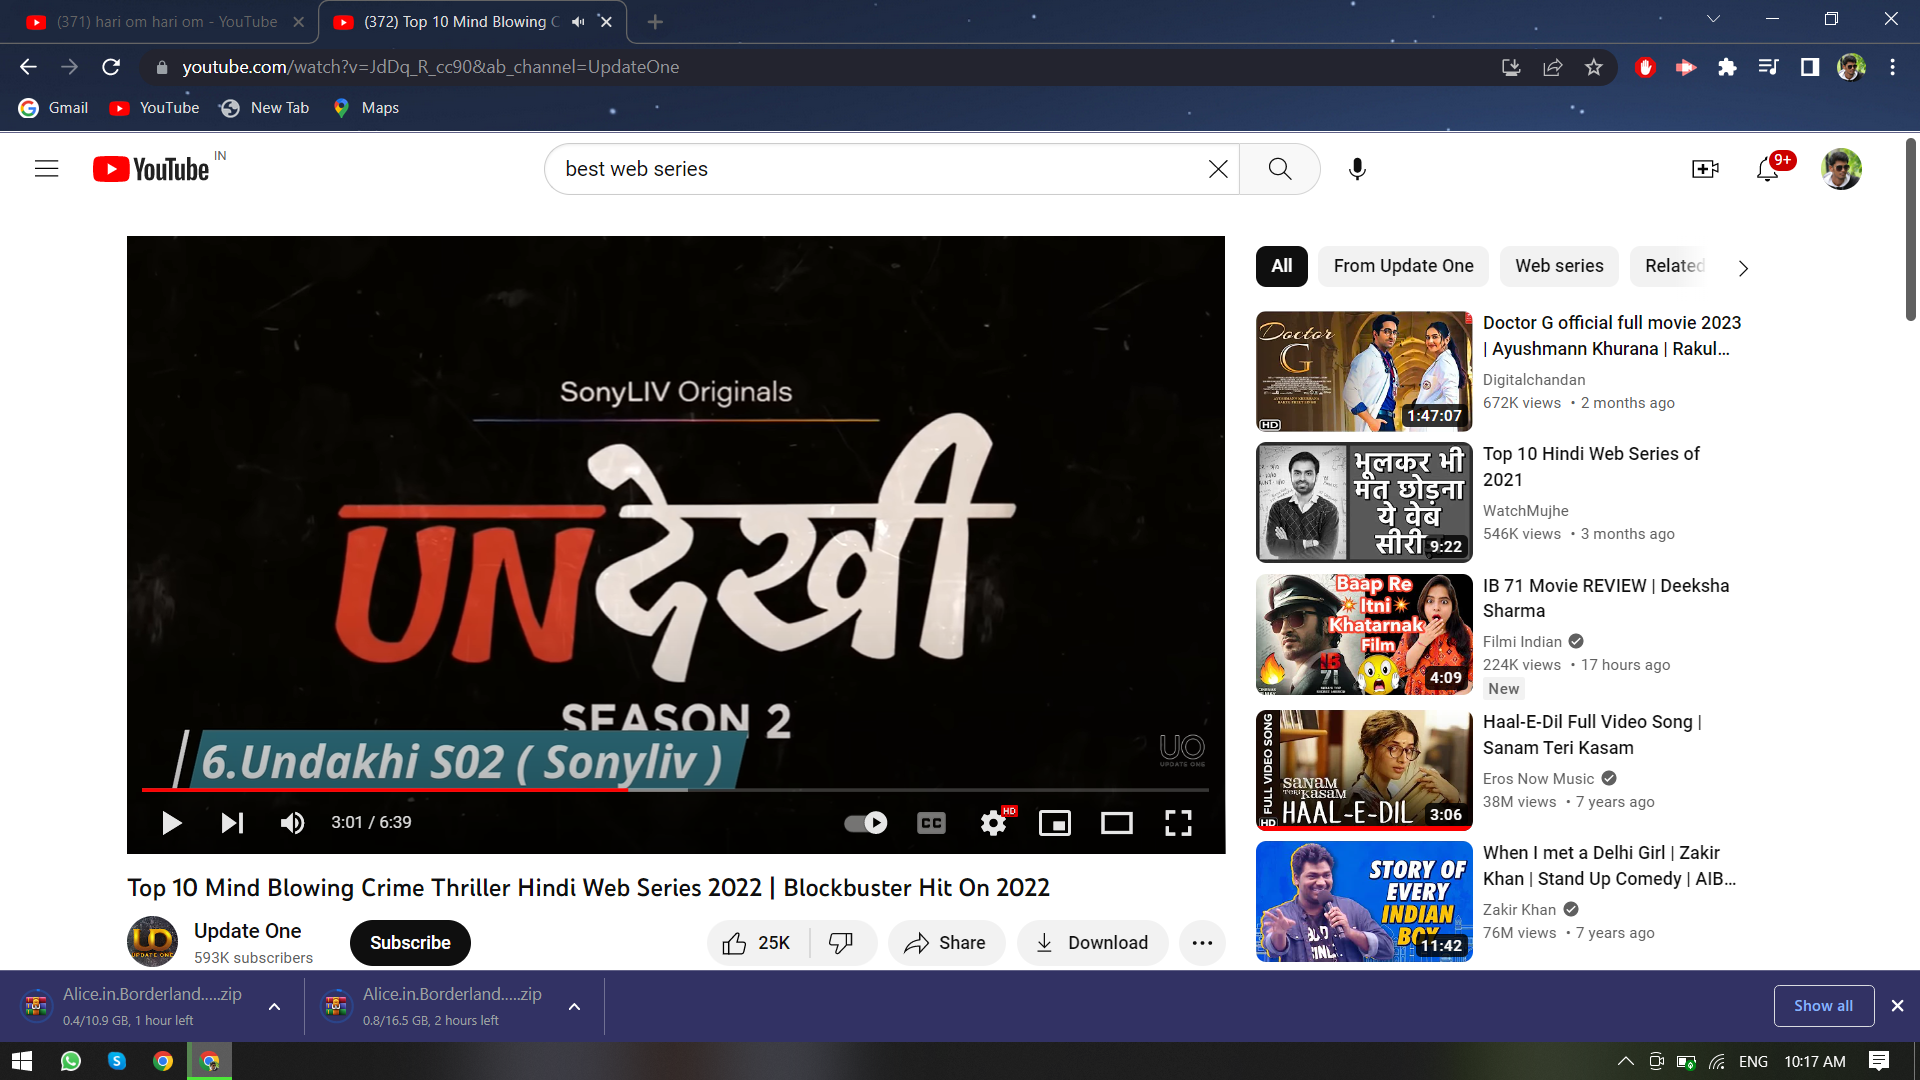 (371) hari om hari om - YouTube
(372) Top 10 Mind Blowing C
youtube.com/watch?v=JdDq_R_cc90&ab_channel=UpdateOne
Gmail
YouTube
New Tab
Maps
YouTube IN
best web series
9+
All
From Update One
Web series
Related
SonyLIV Originals
UNदेखी
SEASON 2
6.Undakhi S02 ( Sonyliv )
UO
UPDATE ONE
3:01 / 6:39
CC
HD
Top 10 Mind Blowing Crime Thriller Hindi Web Series 2022 | Blockbuster Hit On 2022
UPDATE ONE
Update One
593K subscribers
Subscribe
25K
Share
Download
Doctor
G
HD
1:47:07
Doctor G official full movie 2023
| Ayushmann Khurana | Rakul...
Digitalchandan
672K views • 2 months ago
भूलकर भी
मत छोड़ना
ये वेब
सीरी
9:22
Top 10 Hindi Web Series of
2021
WatchMujhe
546K views • 3 months ago
Baap Re
Itni
Khatarnak
Film
IB
71
4:09
IB 71 Movie REVIEW | Deeksha
Sharma
Filmi Indian
224K views • 17 hours ago
New
FULL VIDEO SONG
HD
SANAM
TERI KASAM
HAAL-E-DIL
3:06
Haal-E-Dil Full Video Song |
Sanam Teri Kasam
Eros Now Music
38M views • 7 years ago
STORY OF
EVERY
INDIAN
BOY
11:42
When I met a Delhi Girl | Zakir
Khan | Stand Up Comedy | AIB...
Zakir Khan
76M views • 7 years ago
Alice.in.Borderland.....zip
0.4/10.9 GB, 1 hour left
Alice.in.Borderland.....zip
0.8/16.5 GB, 2 hours left
Show all
ENG
10:17 AM